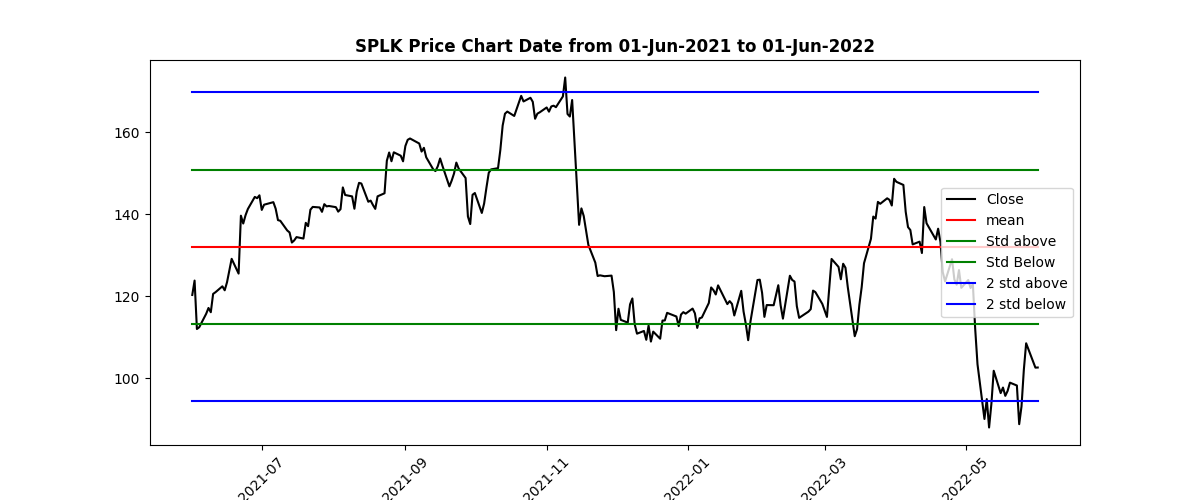 SPLK Price Chart Date from 01-Jun-2021 to 01-Jun-2022
160
140
120
100
Close
mean
Std above
Std Below
2 std above
2 std below
2021-07
2021-09
2021-11
2022-01
2022-03
2022-05